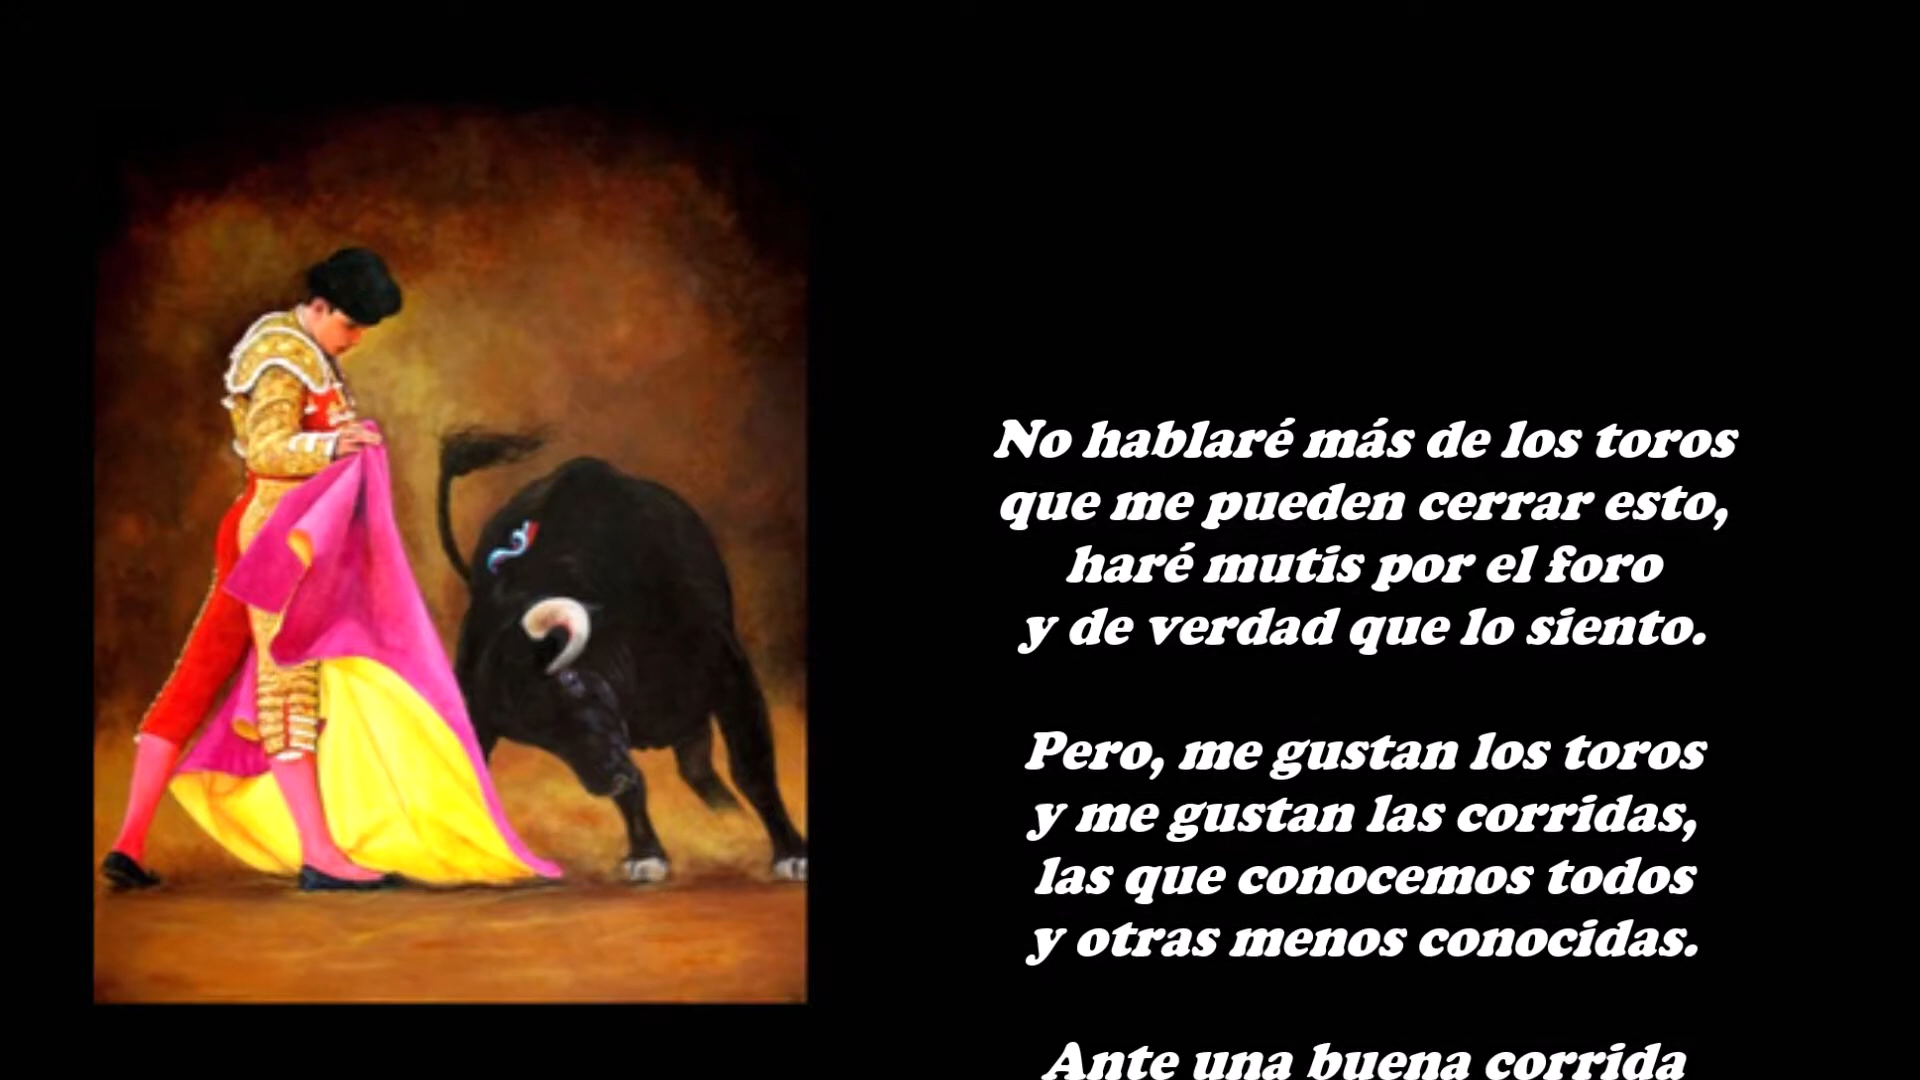 No hablaré más de los toros
que me pueden cerrar esto,
haré mutis por el foro
y de verdad que lo siento.
Pero, me gustan los toros
y me gustan las corridas,
las que conocemos todos
y otras menos conocidas.
Ante una buena corrida